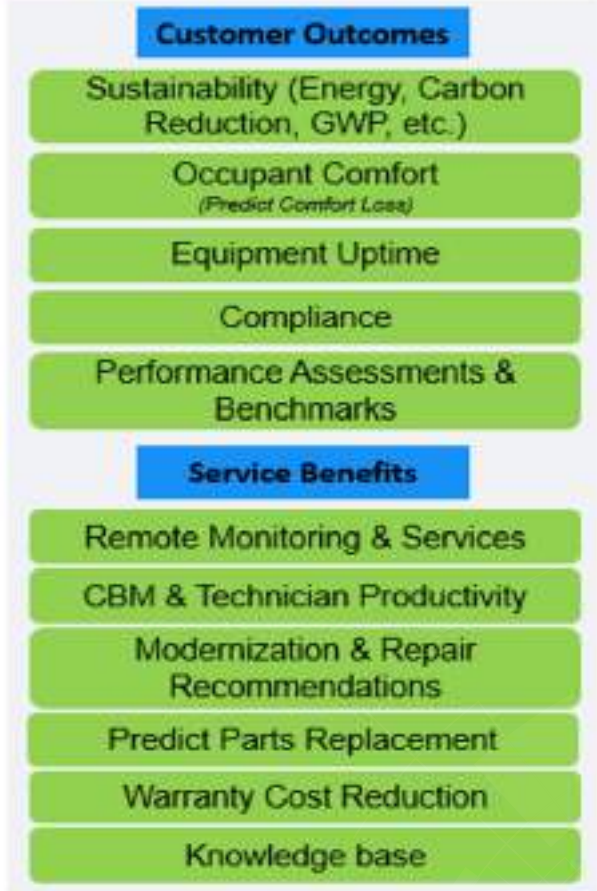 Customer Outcomes
Sustainability (Energy, Carbon
Reduction, GWP, etc.)
Occupant Comfort
(Predict Comfort Loss)
Equipment Uptime
Compliance
Performance Assessments &
Benchmarks
Service Benefits
Remote Monitoring & Services
CBM & Technician Productivity
Modernization & Repair
Recommendations
Predict Parts Replacement
Warranty Cost Reduction
Knowledge base